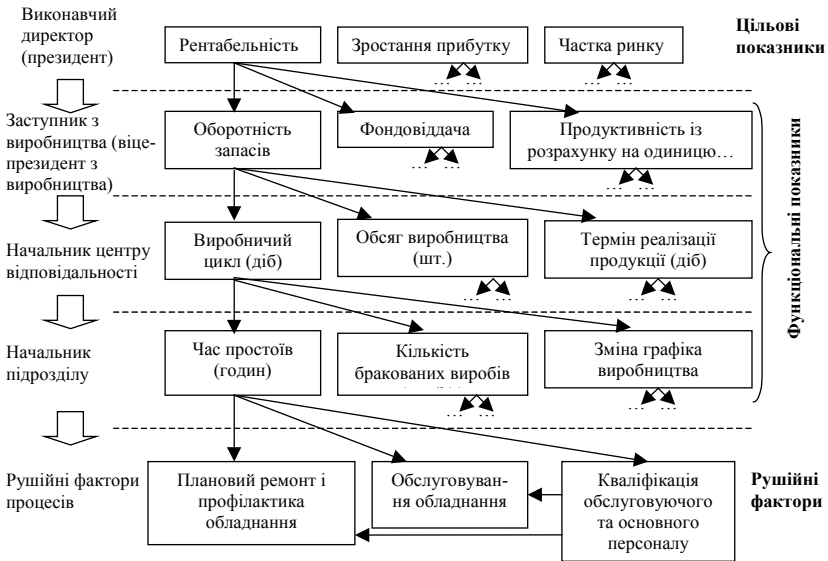 Виконавчий
директор
(президент)
Рентабельність
Зростання прибутку
Частка ринку
Цільові
показники
... ...
... ...
Заступник з
виробництва (віце-
президент з
виробництва)
Оборотність
запасів
Фондовіддача
Продуктивність із
розрахунку на одиницю…
... ...
... ...
Начальник центру
відповідальності
Виробничий
цикл (діб)
Обсяг виробництва
(шт.)
Термін реалізації
продукції (діб)
... ...
... ...
Функціональні показники
Начальник
підрозділу
Час простоїв
(годин)
Кількість
бракованих виробів
Зміна графіка
виробництва
... ...
... ...
Рушійні фактори
процесів
Плановий ремонт і
профілактика
обладнання
Обслуговуван-
ня обладнання
Кваліфікація
обслуговуючого
та основного
персоналу
Рушійні
фактори